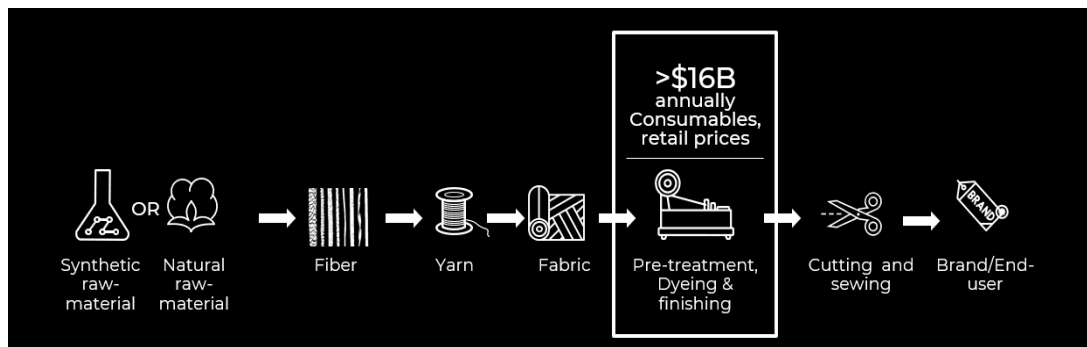 >$16B
annually
Consumables,
retail prices
OR
BRAND
Synthetic
raw-
material
Natural
raw-
material
Fiber
Yarn
Fabric
Pre-treatment,
Dyeing &
finishing
Cutting and
sewing
Brand/End-
user